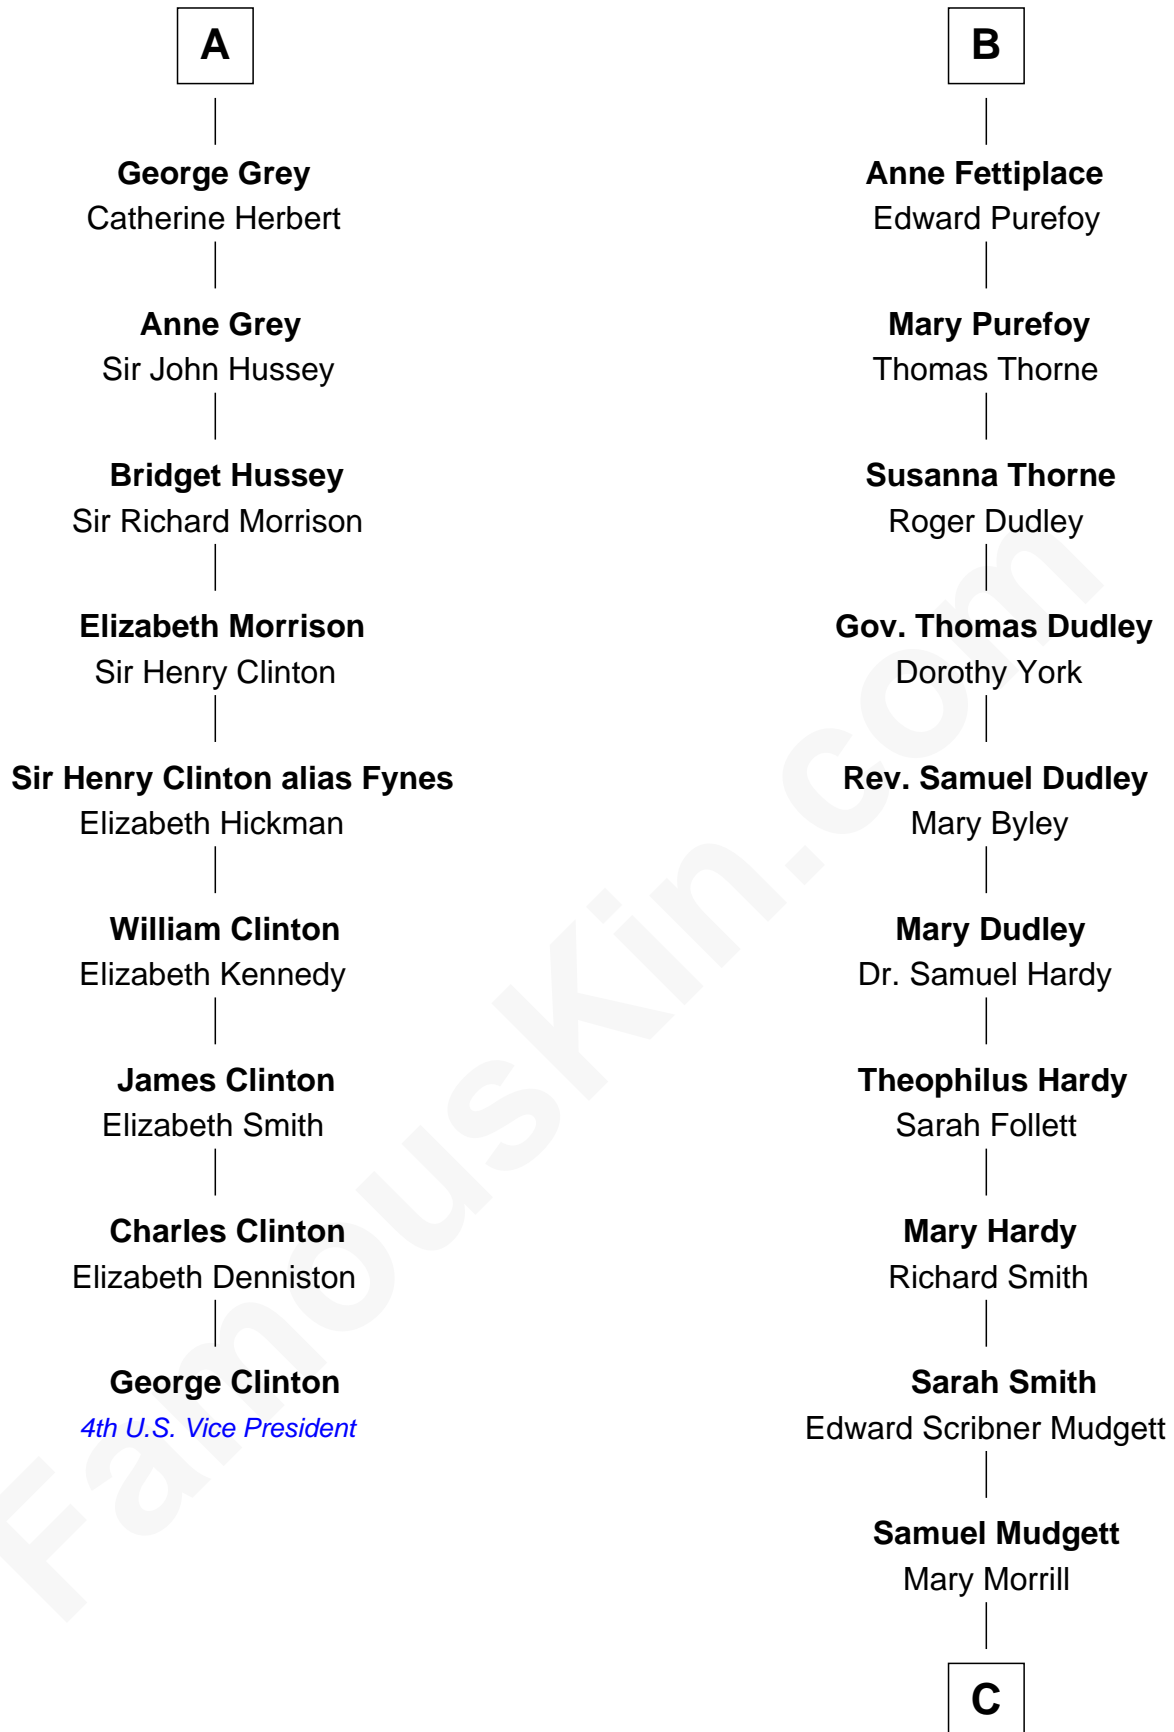 A
George Grey
Catherine Herbert
Anne Grey
Sir John Hussey
Bridget Hussey
Sir Richard Morrison
Elizabeth Morrison
Sir Henry Clinton
Sir Henry Clinton alias Fynes
Elizabeth Hickman
William Clinton
Elizabeth Kennedy
James Clinton
Elizabeth Smith
Charles Clinton
Elizabeth Denniston
George Clinton
4th U.S. Vice President
B
Anne Fettiplace
Edward Purefoy
Mary Purefoy
Thomas Thorne
Susanna Thorne
Roger Dudley
Gov. Thomas Dudley
Dorothy York
Rev. Samuel Dudley
Mary Byley
Mary Dudley
Dr. Samuel Hardy
Theophilus Hardy
Sarah Follett
Mary Hardy
Richard Smith
Sarah Smith
Edward Scribner Mudgett
Samuel Mudgett
Mary Morrill
C
FamousKin.com